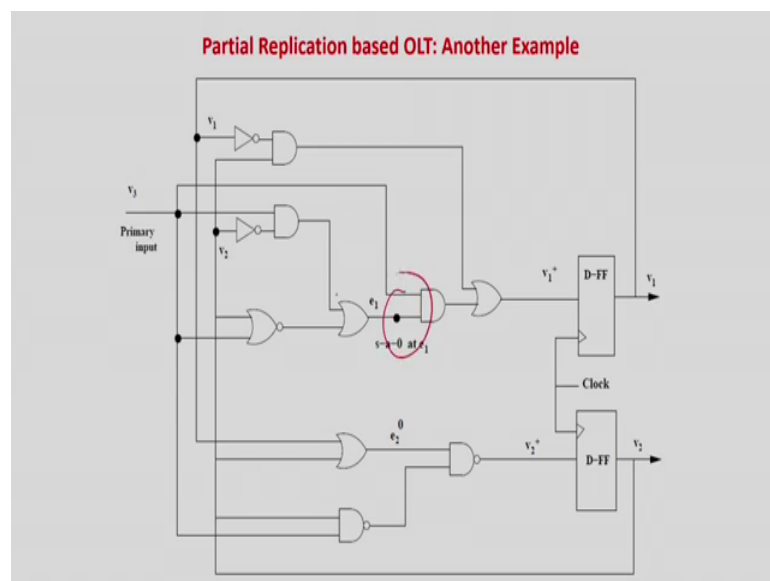 Partial Replication based OLT: Another Example
v1
v3
Primary
input
v2
e1
s-a-0 at e1
v1+
D-FF
v1
Clock
0
e2
v2+
D-FF
v2